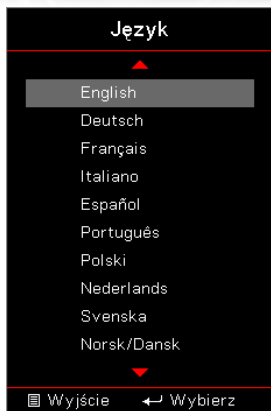 Język
English
Deutsch
Français
Italiano
Español
Português
Polski
Nederlands
Svenska
Norsk/Dansk
Wyjście Wybierz